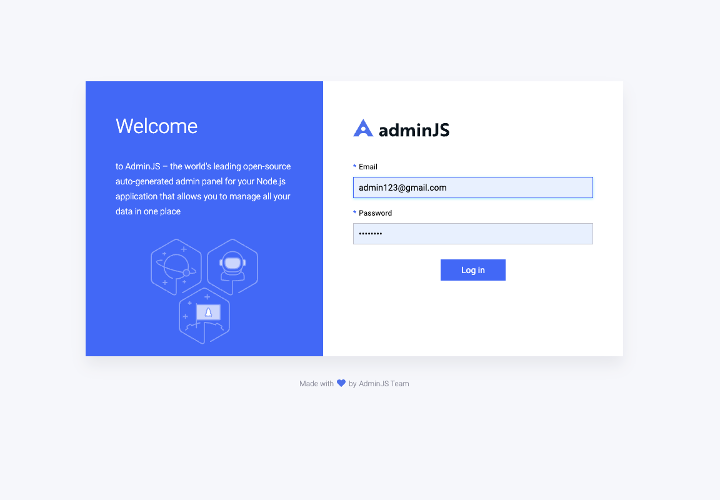 Welcome
to AdminJS – the world's leading open-source
auto-generated admin panel for your Node.js
application that allows you to manage all your
data in one place
adminJS
* Email
admin123@gmail.com
* Password
••••••••
Log in
Made with by AdminJS Team